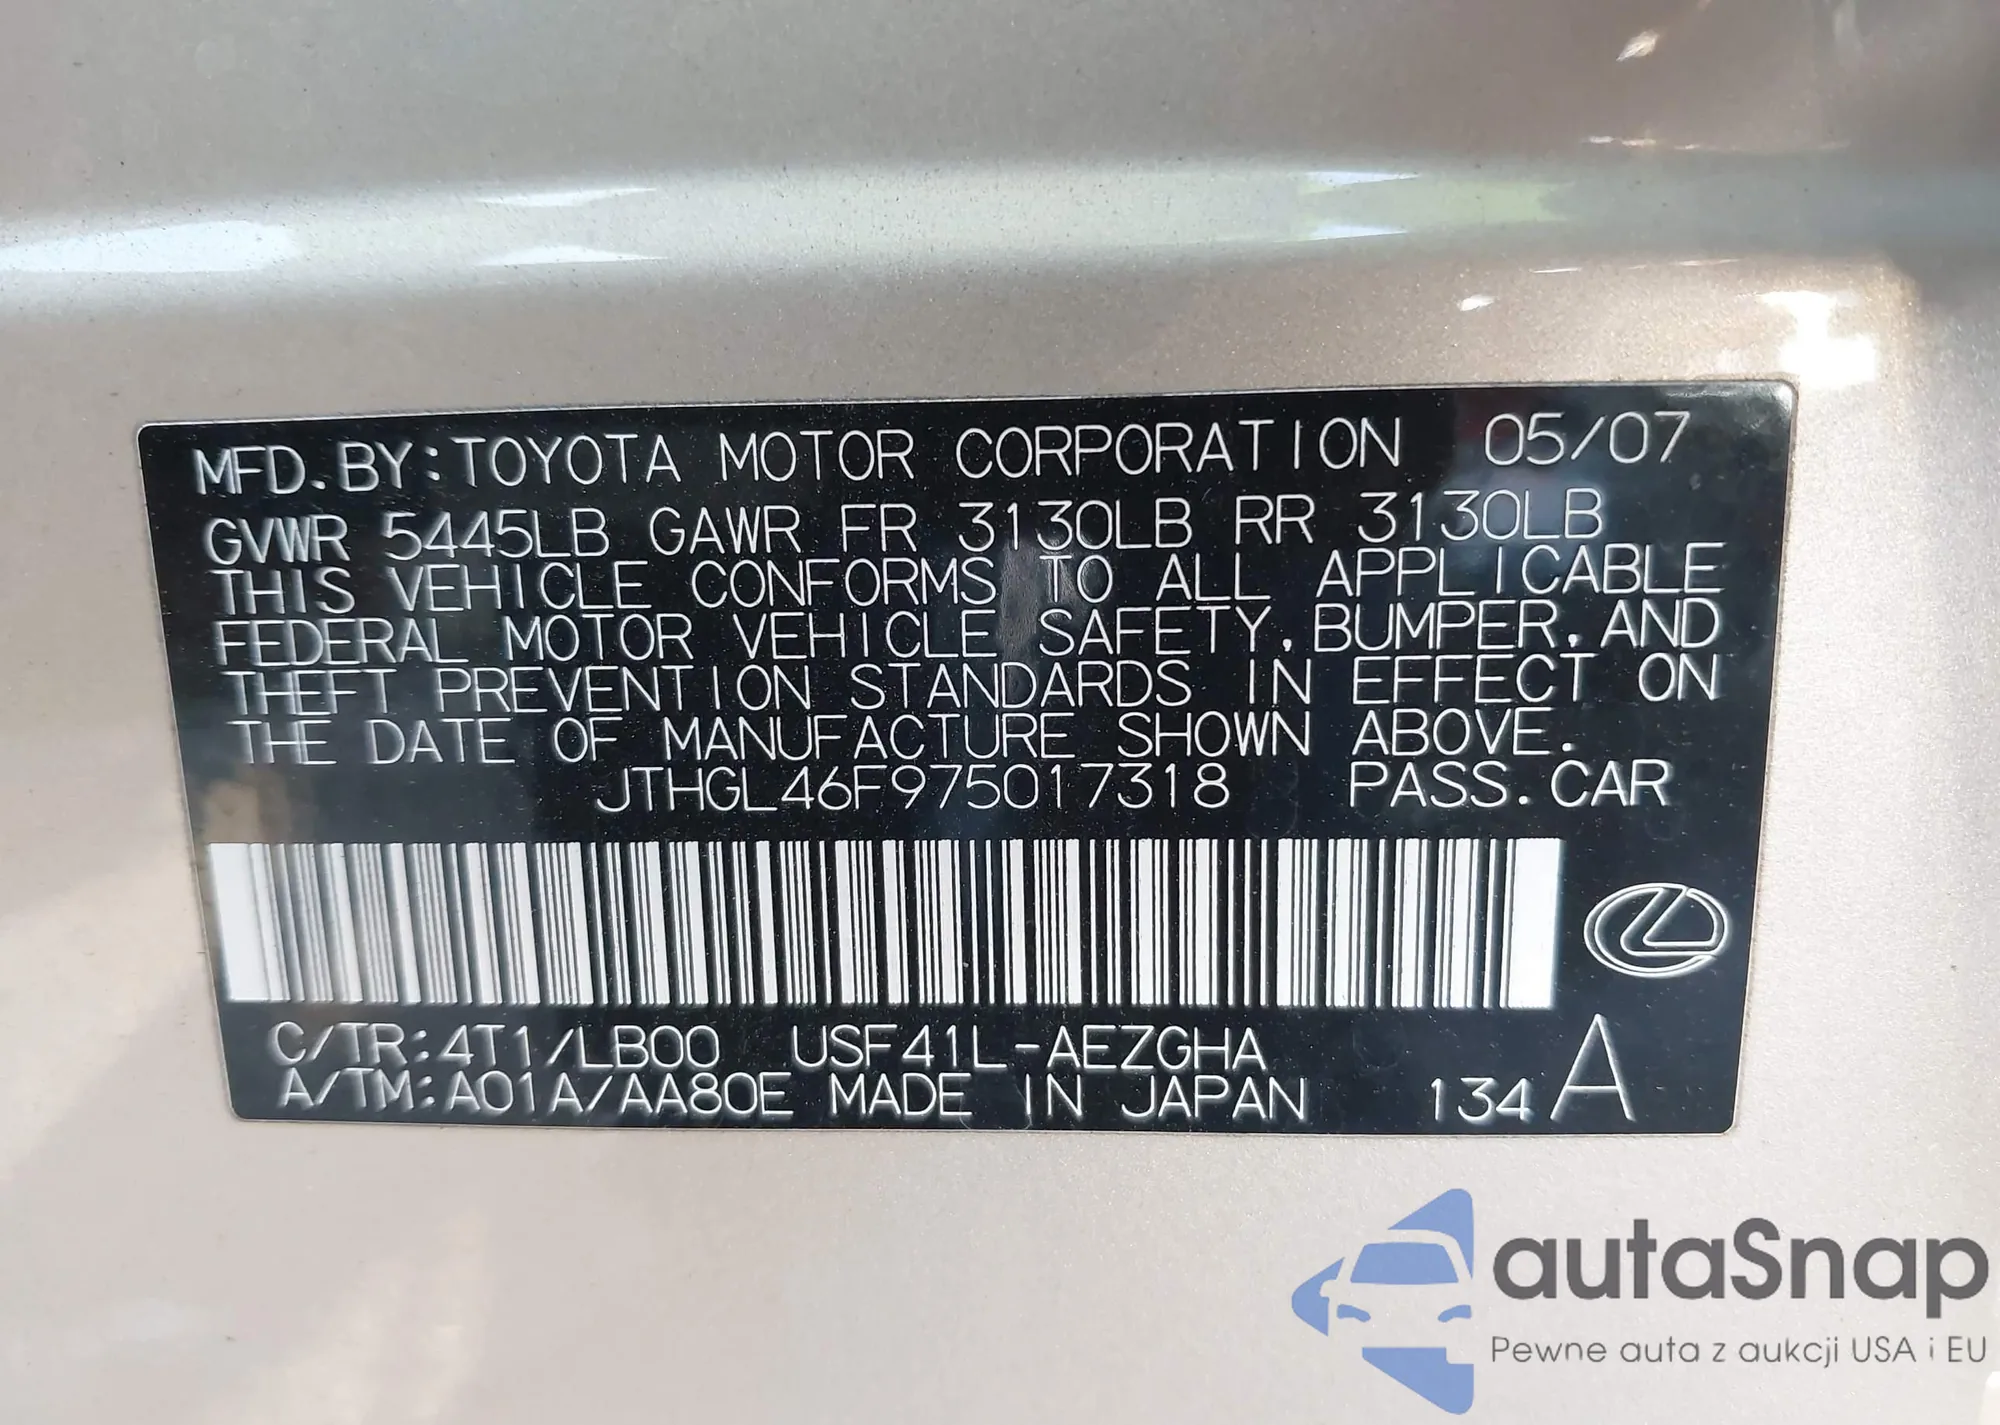 MFD. BY: TOYOTA MOTOR CORPORATION 05/07
GVWR 5445LB GAWR FR 3130LB RR 3130LB
THIS VEHICLE CONFORMS TO ALL APPLICABLE
FEDERAL MOTOR VEHICLE SAFETY, BUMPER, AND
THEFT PREVENTION STANDARDS IN EFFECT ON
THE DATE OF MANUFACTURE SHOWN ABOVE.
JTHGL46F975017318 PASS. CAR
C/TR: 4T1/LB00 USF41L-AEZGHA
A/TM: A01A/AA80E MADE IN JAPAN 134 A
autaSnap
Pewne auta z aukcji USA i EU